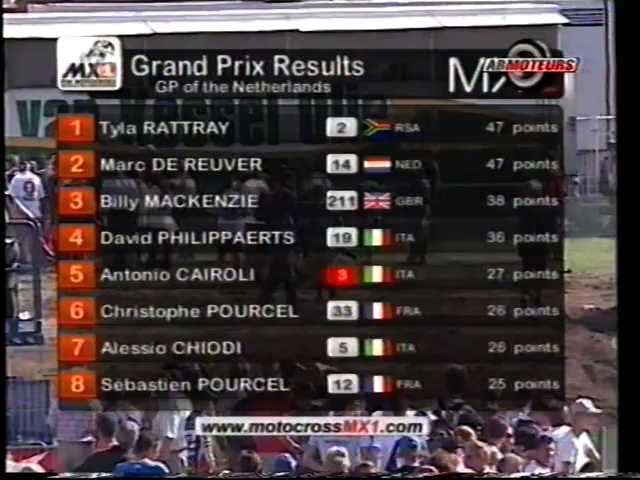 MX1
Grand Prix Results
GP of the Netherlands
ABMOTEURS
1 Tyla RATTRAY 2 RSA 47 points
2 Marc DE REUVER 14 NED 47 points
3 Billy MACKENZIE 211 GBR 38 points
4 David PHILIPPAERTS 19 ITA 36 points
5 Antonio CAIROLI 3 ITA 27 points
6 Christophe POURCEL 33 FRA 26 points
7 Alessio CHIODI 5 ITA 26 points
8 Sébastien POURCEL 12 FRA 25 points
www.motocrossMX1.com